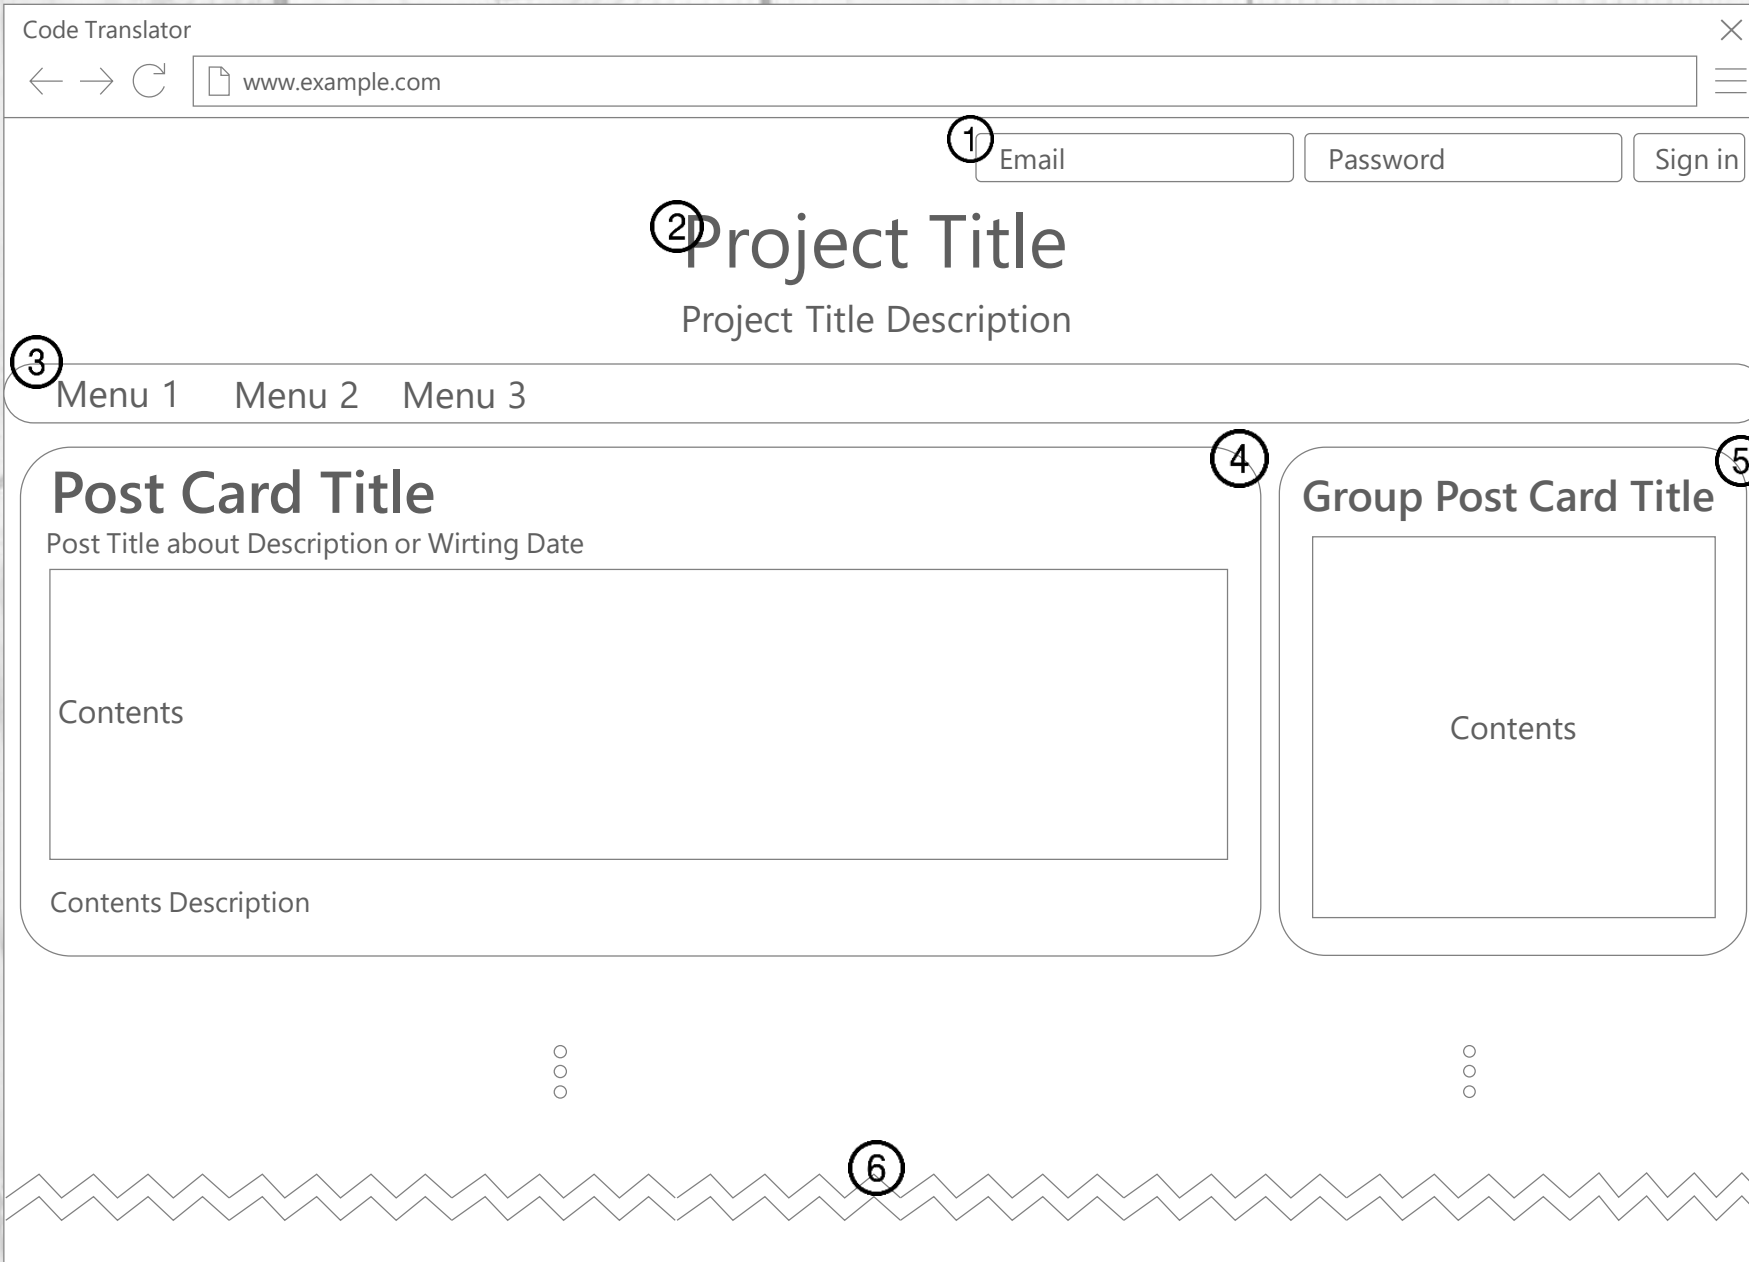 Code Translator
www.example.com
1
Email
Password
Sign in
2
Project Title
Project Title Description
3
Menu 1
Menu 2
Menu 3
4
Post Card Title
Post Title about Description or Wirting Date
Contents
Contents Description
5
Group Post Card Title
Contents
6